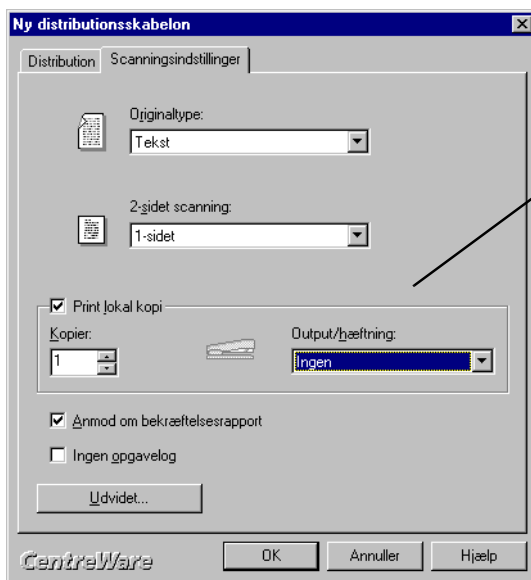 Ny distributionsskabelon
Distribution Scanningsindstillinger
Originaltype:
Tekst
2-sidet scanning:
1-sidet
Print lokal kopi
Kopier: Output/hæftning:
1 Ingen
Anmod om bekræftelsesrapport
Ingen opgavelog
Udvidet...
CentreWare OK Annuller Hjælp